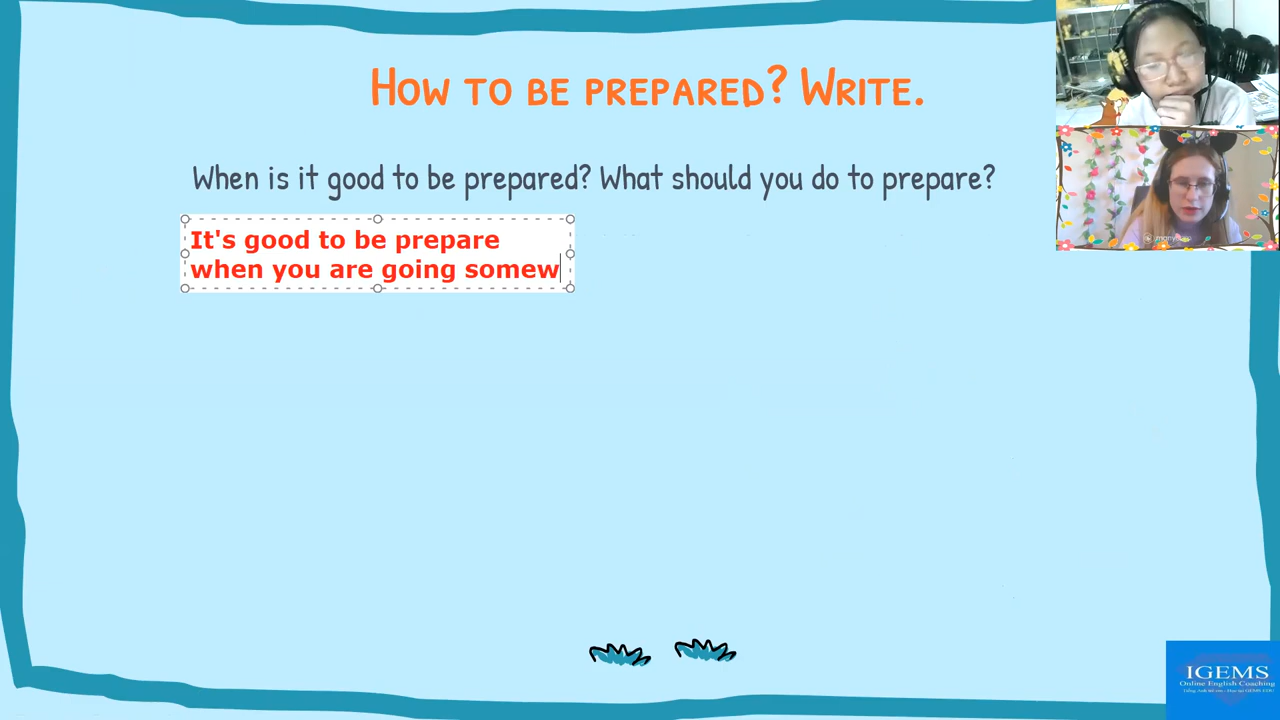 How to be prepared? Write.
When is it good to be prepared? What should you do to prepare?
It's good to be prepare
when you are going somew
IGEMS
Online English Coaching